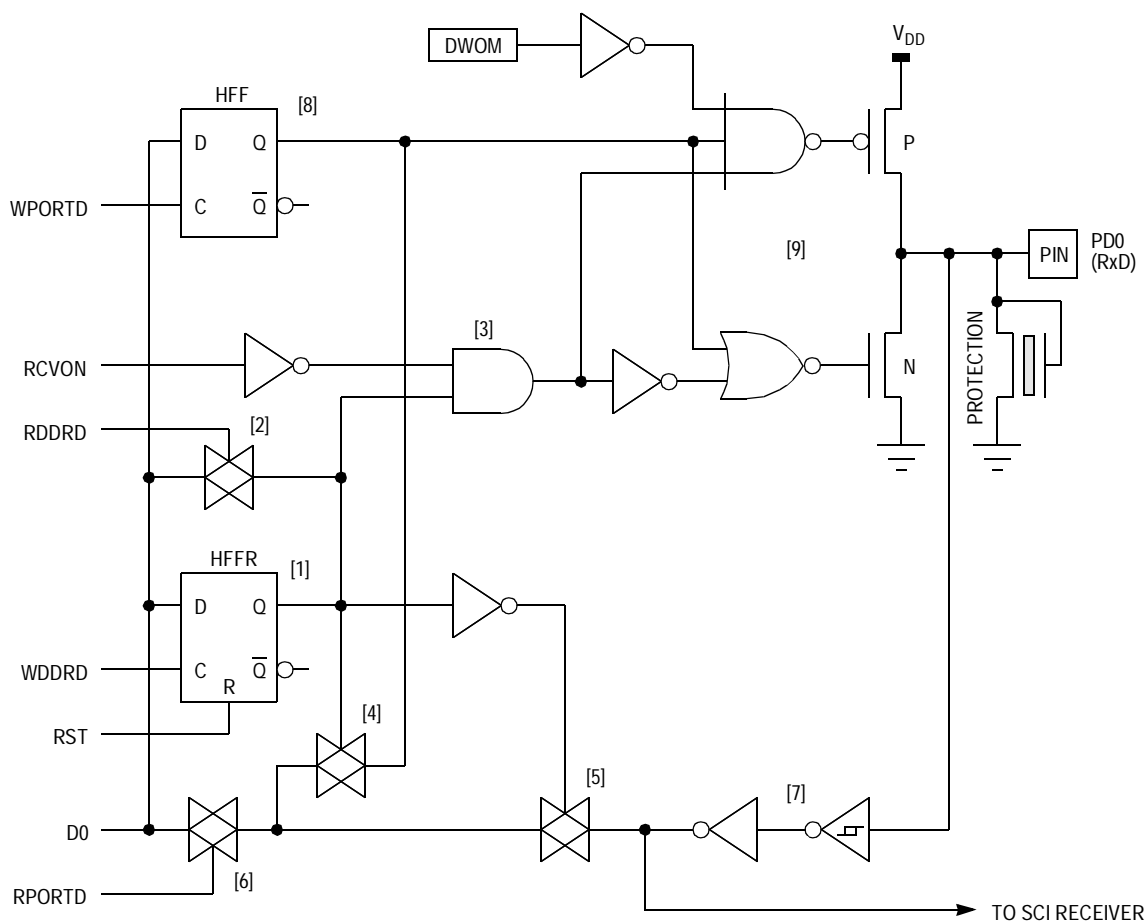 DWOM
V_DD
HFF
[8]
D Q
C Q̅
WPORTD
P
[9]
PIN
PD0
(RxD)
[3]
RCVON
N
PROTECTION
RDDRD
[2]
HFFR
[1]
D Q
C Q̅
R
WDDRD
RST
[4]
[5]
[7]
D0
[6]
RPORTD
TO SCI RECEIVER